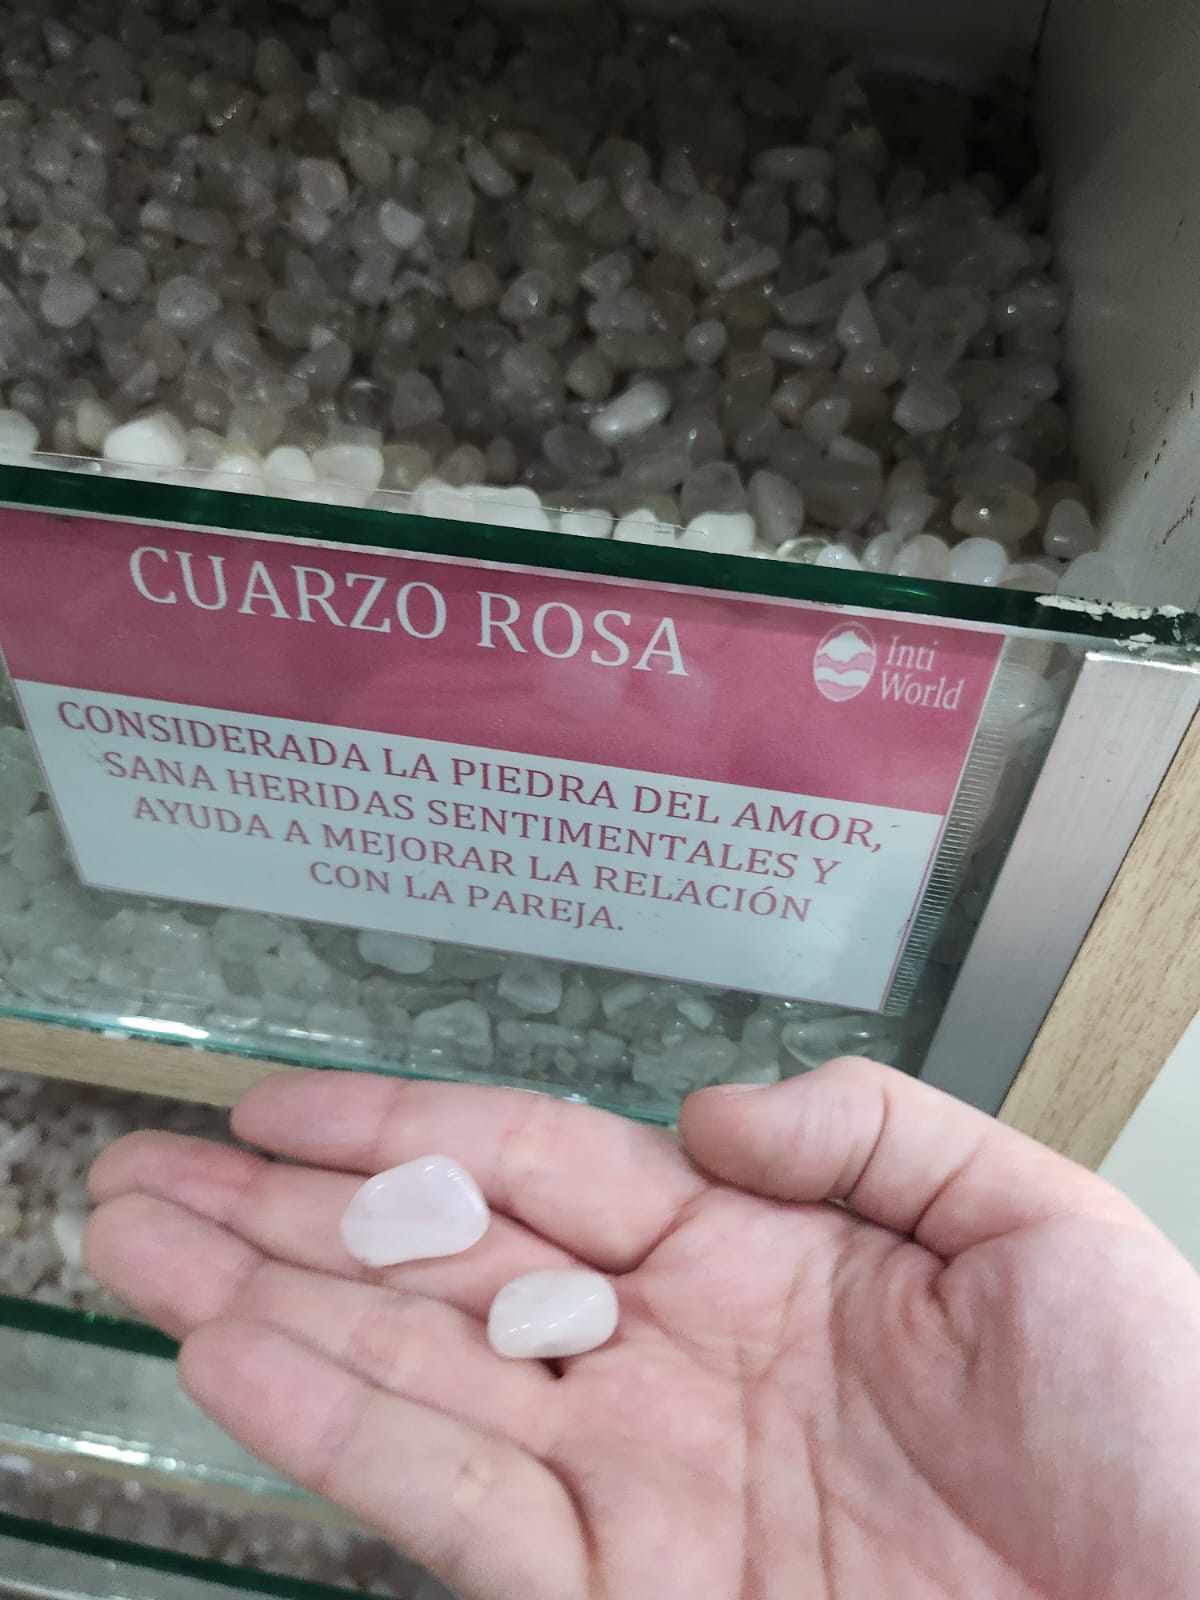 CUARZO ROSA
Inti
World
CONSIDERADA LA PIEDRA DEL AMOR,
SANA HERIDAS SENTIMENTALES Y
AYUDA A MEJORAR LA RELACIÓN
CON LA PAREJA.